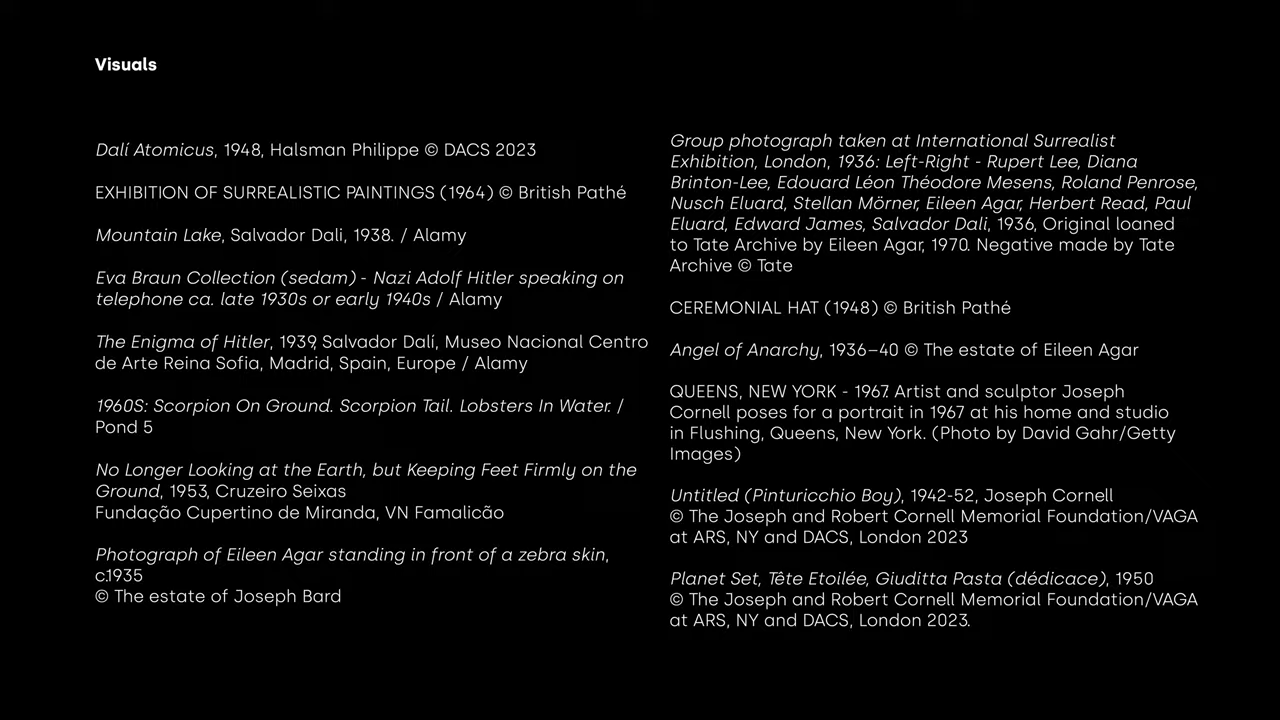 Visuals
Dalí Atomicus, 1948, Halsman Philippe © DACS 2023
EXHIBITION OF SURREALISTIC PAINTINGS (1964) © British Pathé
Mountain Lake, Salvador Dali, 1938. / Alamy
Eva Braun Collection (sedam) - Nazi Adolf Hitler speaking on
telephone ca. late 1930s or early 1940s / Alamy
The Enigma of Hitler, 1939, Salvador Dalí, Museo Nacional Centro
de Arte Reina Sofia, Madrid, Spain, Europe / Alamy
1960S: Scorpion On Ground. Scorpion Tail. Lobsters In Water. /
Pond 5
No Longer Looking at the Earth, but Keeping Feet Firmly on the
Ground, 1953, Cruzeiro Seixas
Fundação Cupertino de Miranda, VN Famalicão
Photograph of Eileen Agar standing in front of a zebra skin,
c.1935
© The estate of Joseph Bard
Group photograph taken at International Surrealist
Exhibition, London, 1936: Left-Right - Rupert Lee, Diana
Brinton-Lee, Edouard Léon Théodore Mesens, Roland Penrose,
Nusch Eluard, Stellan Mörner, Eileen Agar, Herbert Read, Paul
Eluard, Edward James, Salvador Dali, 1936, Original loaned
to Tate Archive by Eileen Agar, 1970. Negative made by Tate
Archive © Tate
CEREMONIAL HAT (1948) © British Pathé
Angel of Anarchy, 1936–40 © The estate of Eileen Agar
QUEENS, NEW YORK - 1967. Artist and sculptor Joseph
Cornell poses for a portrait in 1967 at his home and studio
in Flushing, Queens, New York. (Photo by David Gahr/Getty
Images)
Untitled (Pinturicchio Boy), 1942-52, Joseph Cornell
© The Joseph and Robert Cornell Memorial Foundation/VAGA
at ARS, NY and DACS, London 2023
Planet Set, Tête Etoilée, Giuditta Pasta (dédicace), 1950
© The Joseph and Robert Cornell Memorial Foundation/VAGA
at ARS, NY and DACS, London 2023.